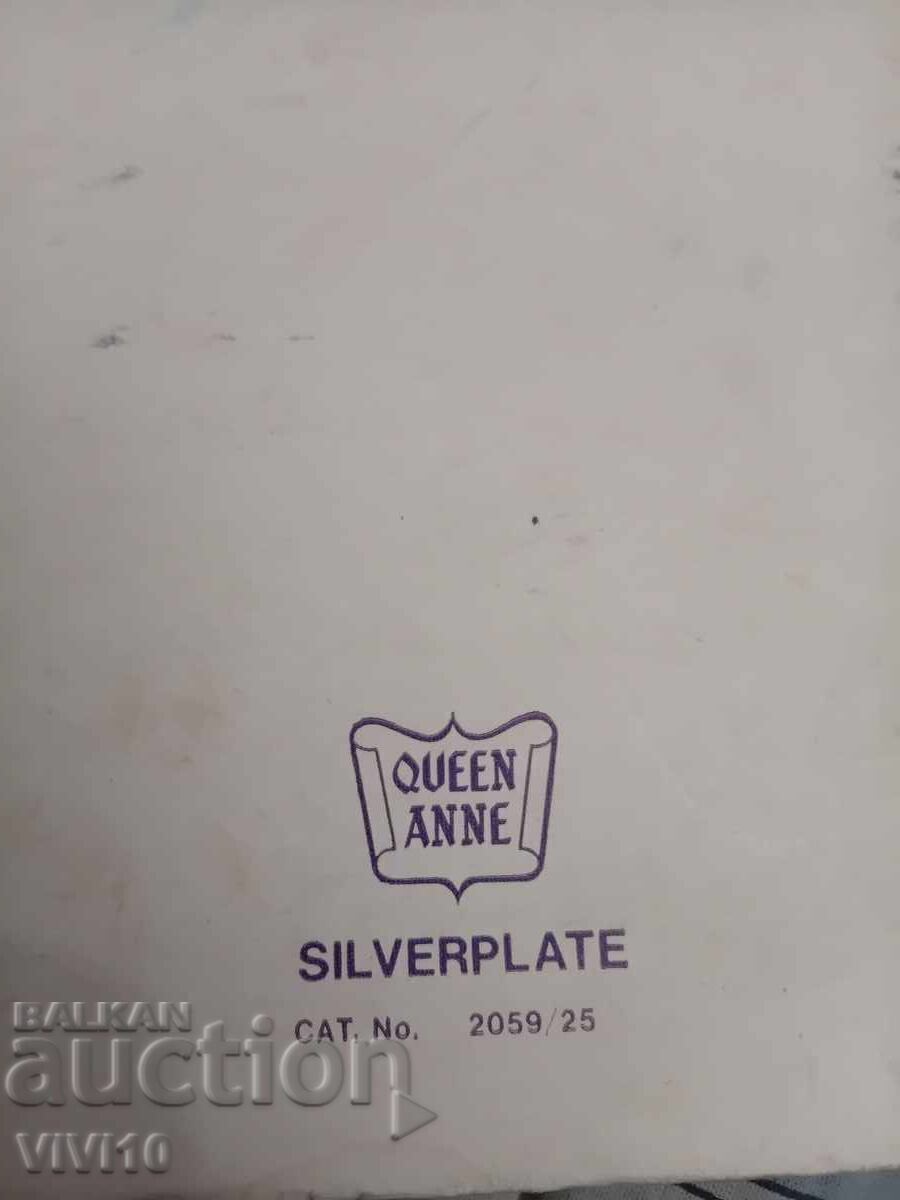 QUEEN
ANNE
SILVERPLATE
CAT. No. 2059/25
BALKAN
auction
VIVI10